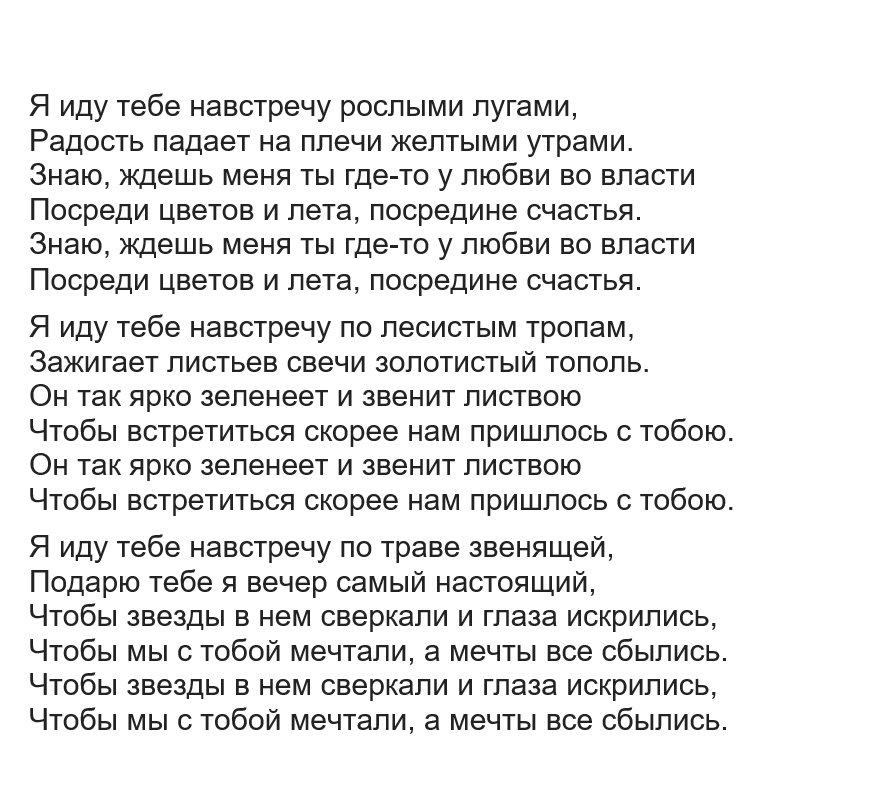 Я иду тебе навстречу рослыми лугами,
Радость падает на плечи желтыми утрами.
Знаю, ждешь меня ты где-то у любви во власти
Посреди цветов и лета, посредине счастья.
Знаю, ждешь меня ты где-то у любви во власти
Посреди цветов и лета, посредине счастья.
Я иду тебе навстречу по лесистым тропам,
Зажигает листьев свечи золотистый тополь.
Он так ярко зеленеет и звенит листвою
Чтобы встретиться скорее нам пришлось с тобою.
Он так ярко зеленеет и звенит листвою
Чтобы встретиться скорее нам пришлось с тобою.
Я иду тебе навстречу по траве звенящей,
Подарю тебе я вечер самый настоящий,
Чтобы звезды в нем сверкали и глаза искрились,
Чтобы мы с тобой мечтали, а мечты все сбылись.
Чтобы звезды в нем сверкали и глаза искрились,
Чтобы мы с тобой мечтали, а мечты все сбылись.